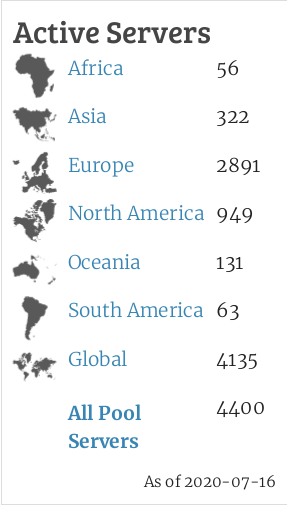 Active Servers
Africa 56
Asia 322
Europe 2891
North America 949
Oceania 131
South America 63
Global 4135
All Pool 4400
Servers
As of 2020-07-16